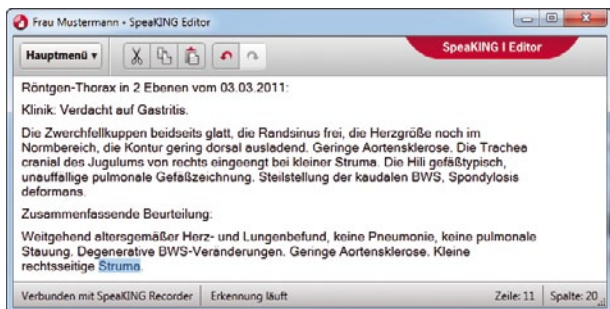 Frau Mustermann - SpeaKING Editor
Hauptmenü
SpeaKING I Editor
Röntgen-Thorax in 2 Ebenen vom 03.03.2011:
Klinik: Verdacht auf Gastritis.
Die Zwerchfellkuppen beidseits glatt, die Randsinus frei, die Herzgröße noch im
Normbereich, die Kontur gering dorsal ausladend. Geringe Aortensklerose. Die Trachea
cranial des Jugulums von rechts eingeengt bei kleiner Struma. Die Hili gefäßtypisch,
unauffällige pulmonale Gefäßzeichnung. Steilstellung der kaudalen BWS, Spondylosis
deformans.
Zusammenfassende Beurteilung:
Weitgehend altersgemäßer Herz- und Lungenbefund, keine Pneumonie, keine pulmonale
Stauung. Degenerative BWS-Veränderungen. Geringe Aortensklerose. Kleine
rechtsseitige Struma.
Verbunden mit SpeaKING Recorder Erkennung läuft Zeile: 11 Spalte: 20